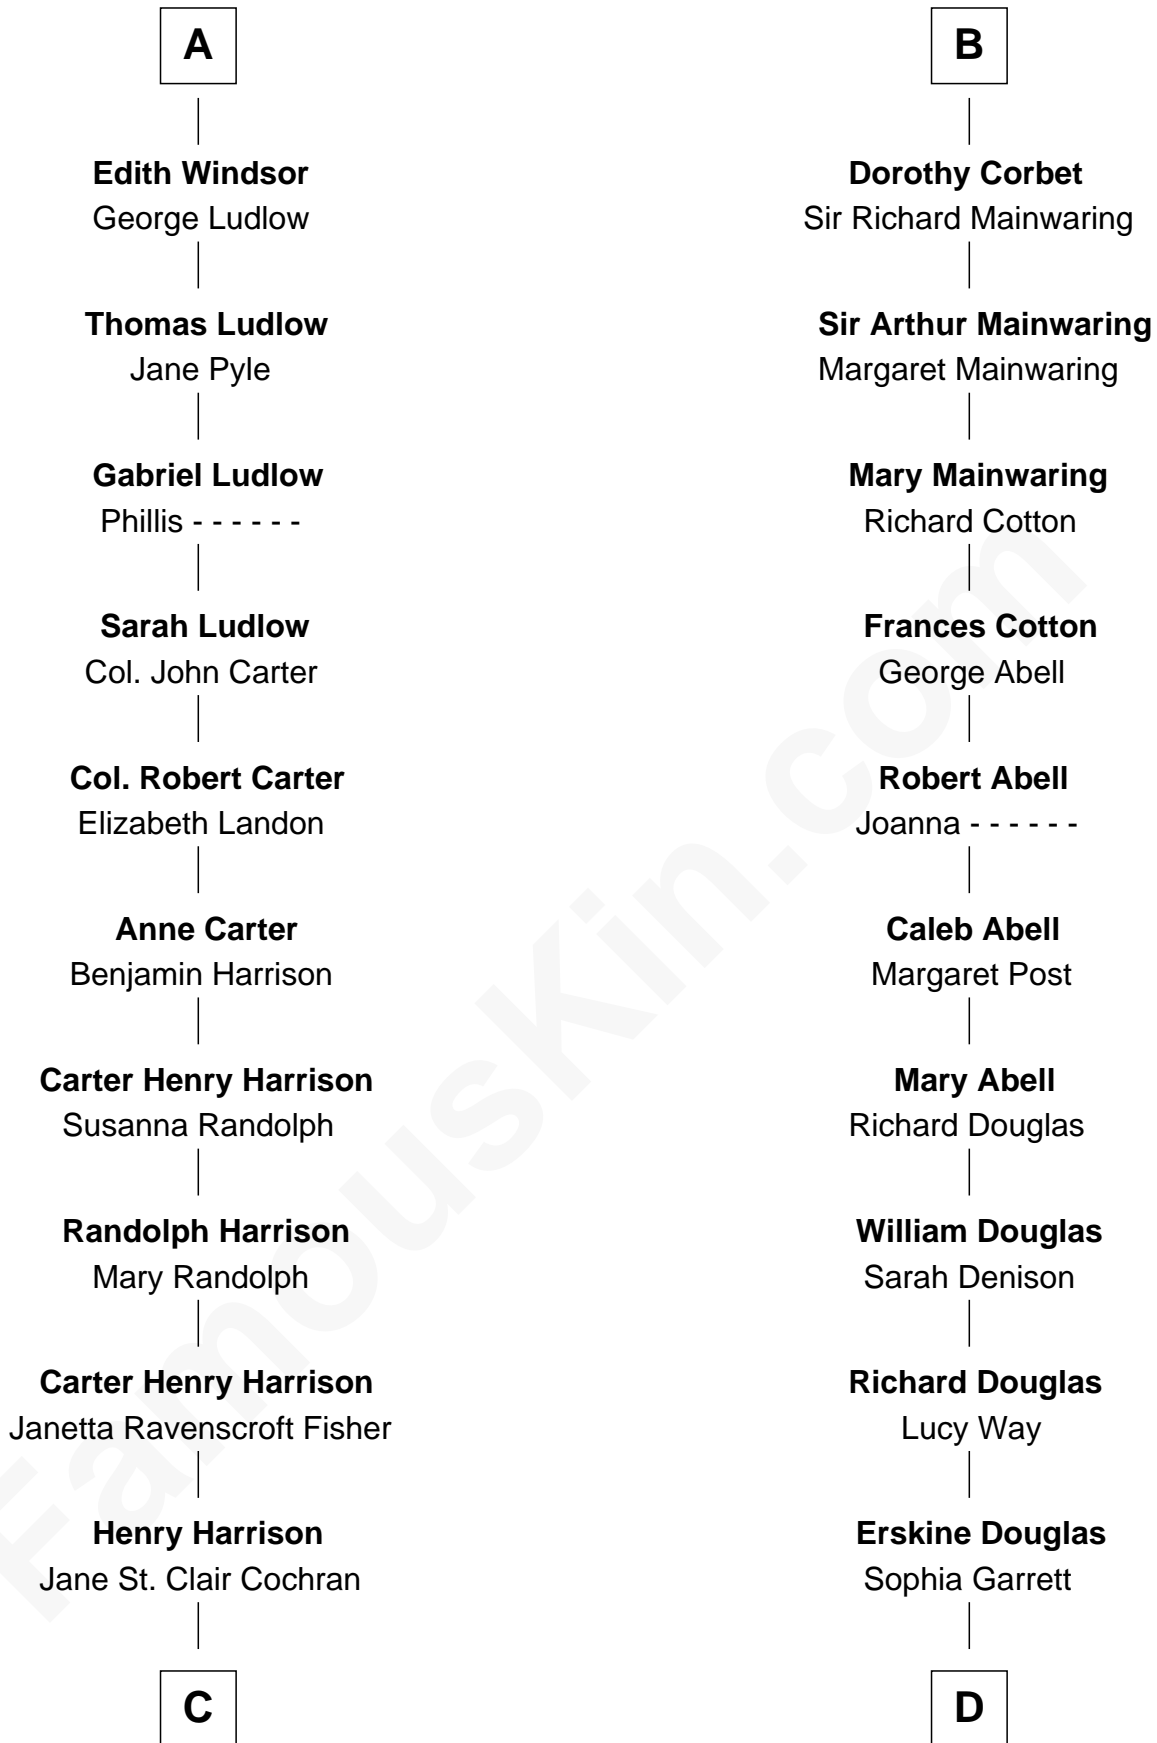 A
Edith Windsor
George Ludlow
Thomas Ludlow
Jane Pyle
Gabriel Ludlow
Phillis - - - - - -
Sarah Ludlow
Col. John Carter
Col. Robert Carter
Elizabeth Landon
Anne Carter
Benjamin Harrison
Carter Henry Harrison
Susanna Randolph
Randolph Harrison
Mary Randolph
Carter Henry Harrison
Janetta Ravenscroft Fisher
Henry Harrison
Jane St. Clair Cochran
C
B
Dorothy Corbet
Sir Richard Mainwaring
Sir Arthur Mainwaring
Margaret Mainwaring
Mary Mainwaring
Richard Cotton
Frances Cotton
George Abell
Robert Abell
Joanna - - - - - -
Caleb Abell
Margaret Post
Mary Abell
Richard Douglas
William Douglas
Sarah Denison
Richard Douglas
Lucy Way
Erskine Douglas
Sophia Garrett
D
FamousKin.com